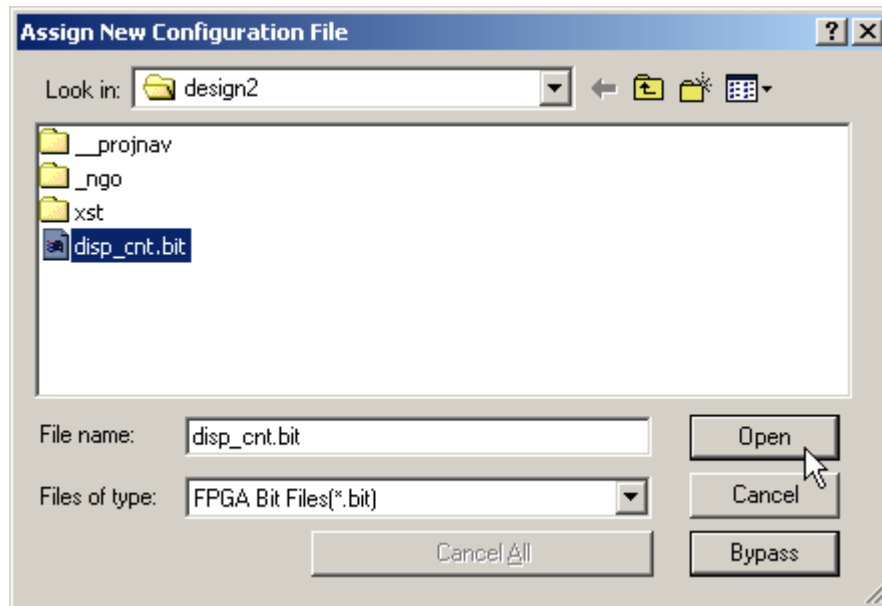 Assign New Configuration File
Look in: design2
__projnav
_ngo
xst
disp_cnt.bit
File name: disp_cnt.bit Open
Files of type: FPGA Bit Files(*.bit) Cancel
Cancel All Bypass